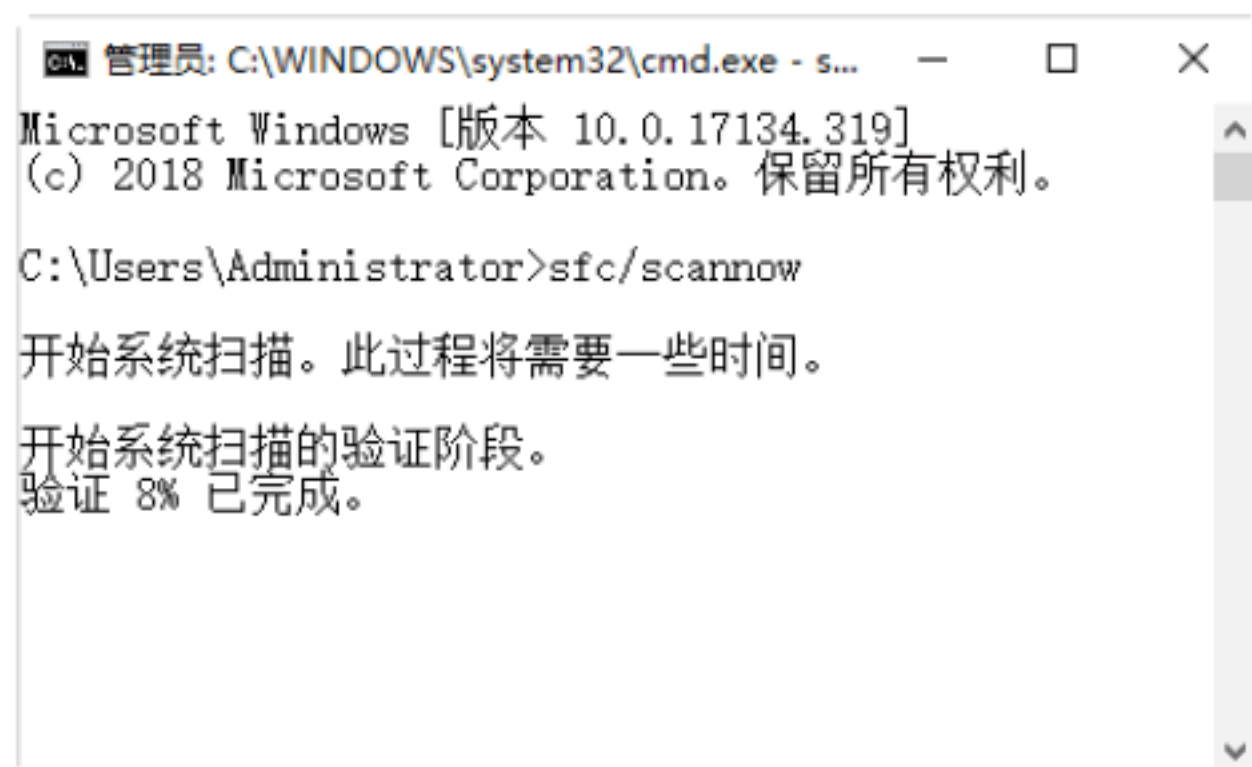 管理员: C:\WINDOWS\system32\cmd.exe - s...
Microsoft Windows [版本 10.0.17134.319]
(c) 2018 Microsoft Corporation。保留所有权利。
C:\Users\Administrator>sfc/scannow
开始系统扫描。此过程将需要一些时间。
开始系统扫描的验证阶段。
验证 8% 已完成。